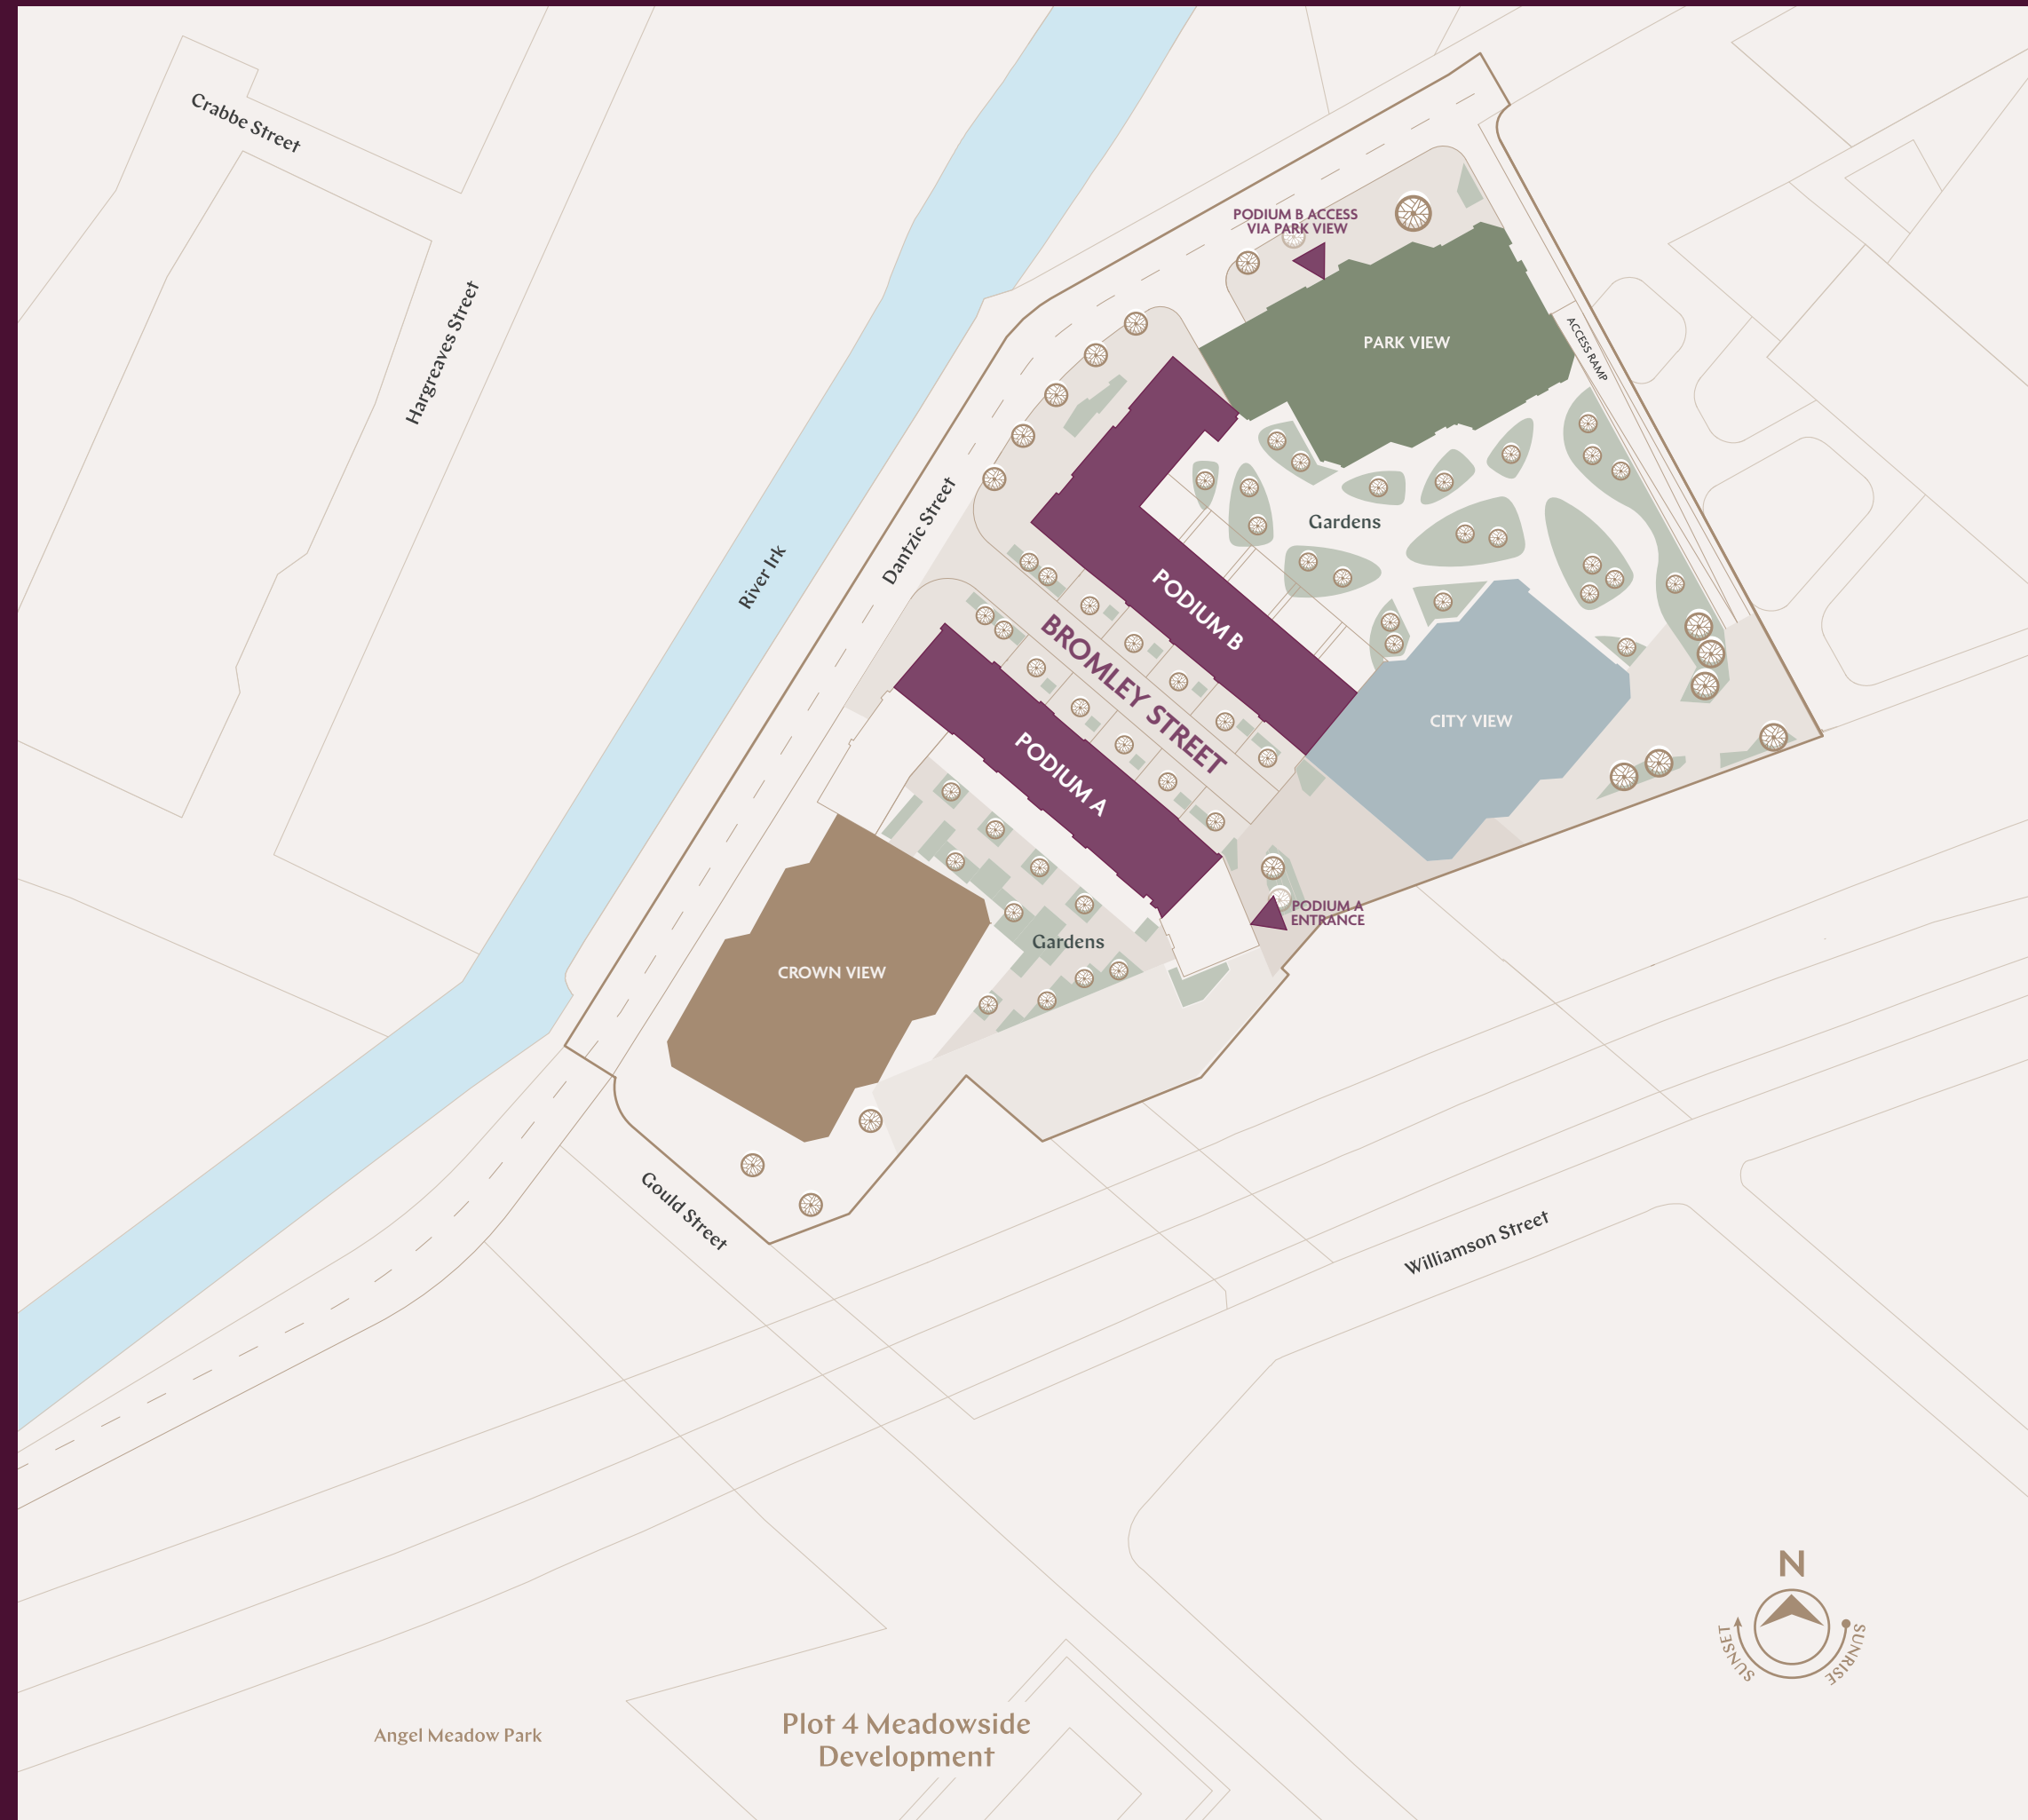 Crabbe Street
Hargreaves Street
River Irk
Dantzic Street
PODIUM B ACCESS
VIA PARK VIEW
PARK VIEW
ACCESS RAMP
Gardens
PODIUM B
BROMLEY STREET
CITY VIEW
PODIUM A
PODIUM A
ENTRANCE
Gardens
CROWN VIEW
Gould Street
Williamson Street
N
SUNSET
SUNRISE
Angel Meadow Park
Plot 4 Meadowside
Development